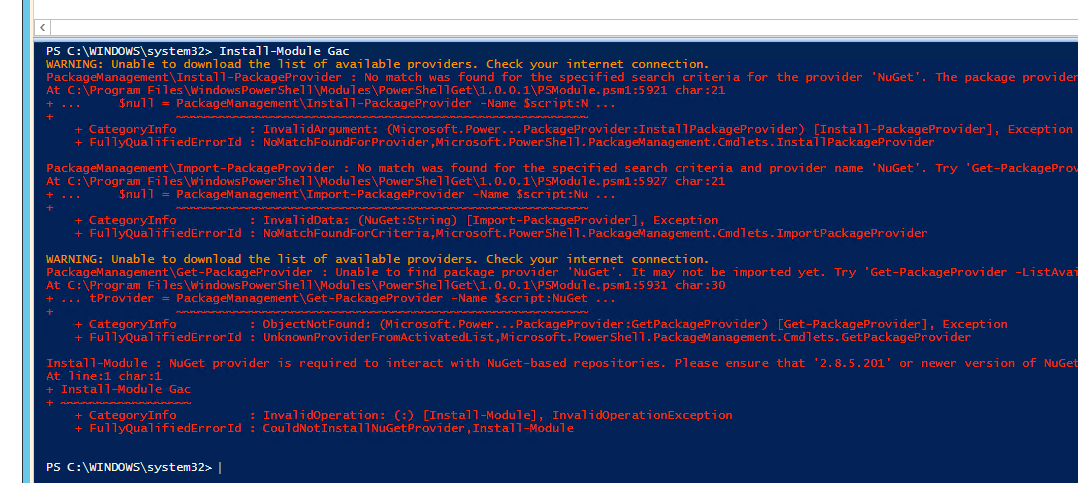 PS C:\WINDOWS\system32> Install-Module Gac
WARNING: Unable to download the list of available providers. Check your internet connection.
PackageManagement\Install-PackageProvider : No match was found for the specified search criteria for the provider 'NuGet'. The package provider
At C:\Program Files\WindowsPowerShell\Modules\PowerShellGet\1.0.0.1\PSModule.psm1:5921 char:21
+ ...     $null = PackageManagement\Install-PackageProvider -Name $script:N ...
+                 ~~~~~~~~~~~~~~~~~~~~~~~~~~~~~~~~~~~~~~~~~~~~~~~~~~~~~~~~~
    + CategoryInfo          : InvalidArgument: (Microsoft.Power...PackageProvider:InstallPackageProvider) [Install-PackageProvider], Exception
    + FullyQualifiedErrorId : NoMatchFoundForProvider,Microsoft.PowerShell.PackageManagement.Cmdlets.InstallPackageProvider
PackageManagement\Import-PackageProvider : No match was found for the specified search criteria and provider name 'NuGet'. Try 'Get-PackageProv
At C:\Program Files\WindowsPowerShell\Modules\PowerShellGet\1.0.0.1\PSModule.psm1:5927 char:21
+ ...     $null = PackageManagement\Import-PackageProvider -Name $script:Nu ...
+                 ~~~~~~~~~~~~~~~~~~~~~~~~~~~~~~~~~~~~~~~~~~~~~~~~~~~~~~~~~
    + CategoryInfo          : InvalidData: (NuGet:String) [Import-PackageProvider], Exception
    + FullyQualifiedErrorId : NoMatchFoundForCriteria,Microsoft.PowerShell.PackageManagement.Cmdlets.ImportPackageProvider
WARNING: Unable to download the list of available providers. Check your internet connection.
PackageManagement\Get-PackageProvider : Unable to find package provider 'NuGet'. It may not be imported yet. Try 'Get-PackageProvider -ListAvai
At C:\Program Files\WindowsPowerShell\Modules\PowerShellGet\1.0.0.1\PSModule.psm1:5931 char:30
+ ... tProvider = PackageManagement\Get-PackageProvider -Name $script:NuGet ...
+                 ~~~~~~~~~~~~~~~~~~~~~~~~~~~~~~~~~~~~~~~~~~~~~~~~~~~~~~~~~
    + CategoryInfo          : ObjectNotFound: (Microsoft.Power...PackageProvider:GetPackageProvider) [Get-PackageProvider], Exception
    + FullyQualifiedErrorId : UnknownProviderFromActivatedList,Microsoft.PowerShell.PackageManagement.Cmdlets.GetPackageProvider
Install-Module : NuGet provider is required to interact with NuGet-based repositories. Please ensure that '2.8.5.201' or newer version of NuGet
At line:1 char:1
+ Install-Module Gac
+ ~~~~~~~~~~~~~~~~~~
    + CategoryInfo          : InvalidOperation: (:) [Install-Module], InvalidOperationException
    + FullyQualifiedErrorId : CouldNotInstallNuGetProvider,Install-Module
PS C:\WINDOWS\system32>